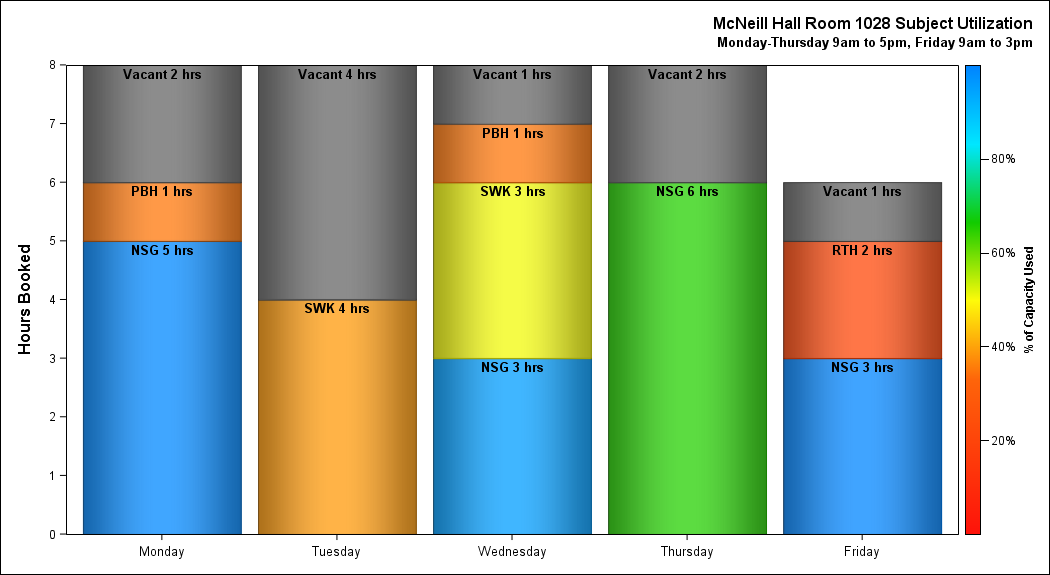 McNeill Hall Room 1028 Subject Utilization
Monday-Thursday 9am to 5pm, Friday 9am to 3pm
Hours Booked
8
7
6
5
4
3
2
1
0
Vacant 2 hrs
PBH 1 hrs
NSG 5 hrs
Vacant 4 hrs
SWK 4 hrs
Vacant 1 hrs
PBH 1 hrs
SWK 3 hrs
NSG 3 hrs
Vacant 2 hrs
NSG 6 hrs
Vacant 1 hrs
RTH 2 hrs
NSG 3 hrs
Monday
Tuesday
Wednesday
Thursday
Friday
80%
60%
40%
20%
% of Capacity Used